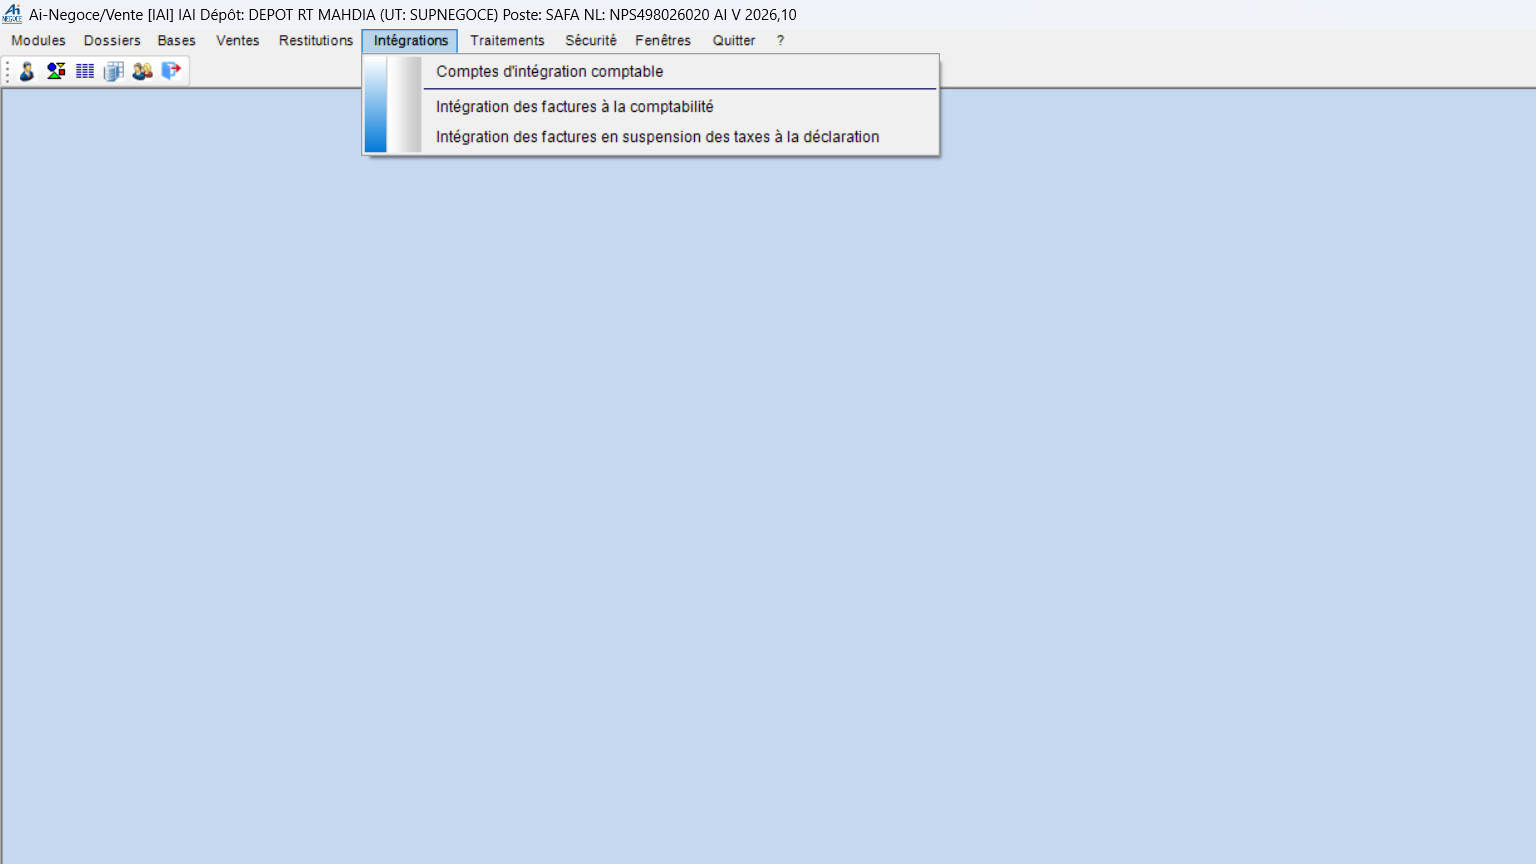 Ai NEGOCE Ai-Negoce/Vente [IAI] IAI Dépôt: DEPOT RT MAHDIA (UT: SUPNEGOCE) Poste: SAFA NL: NPS498026020 AI V 2026,10
Modules Dossiers Bases Ventes Restitutions Intégrations Traitements Sécurité Fenêtres Quitter ?
Comptes d'intégration comptable
Intégration des factures à la comptabilité
Intégration des factures en suspension des taxes à la déclaration